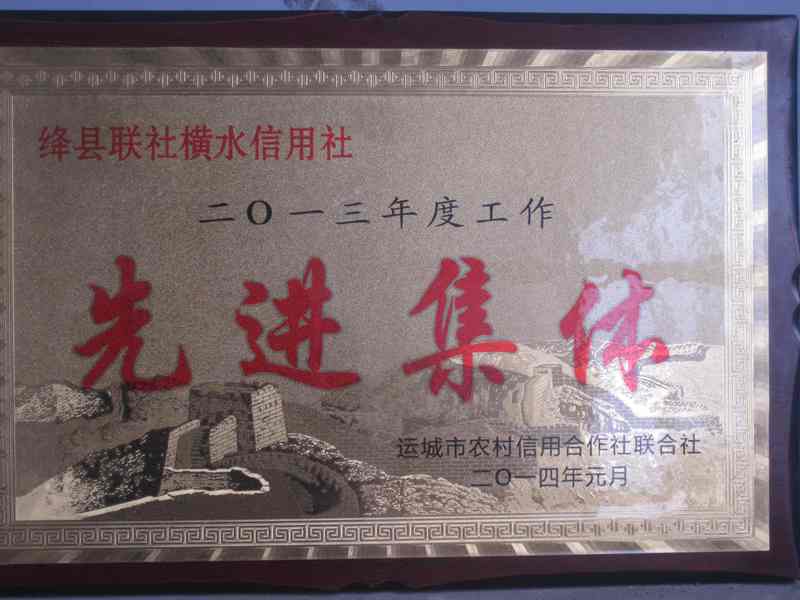 绛县联社横水信用社
二〇一三年度工作
先进集体
运城市农村信用合作社联合社
二〇一四年元月